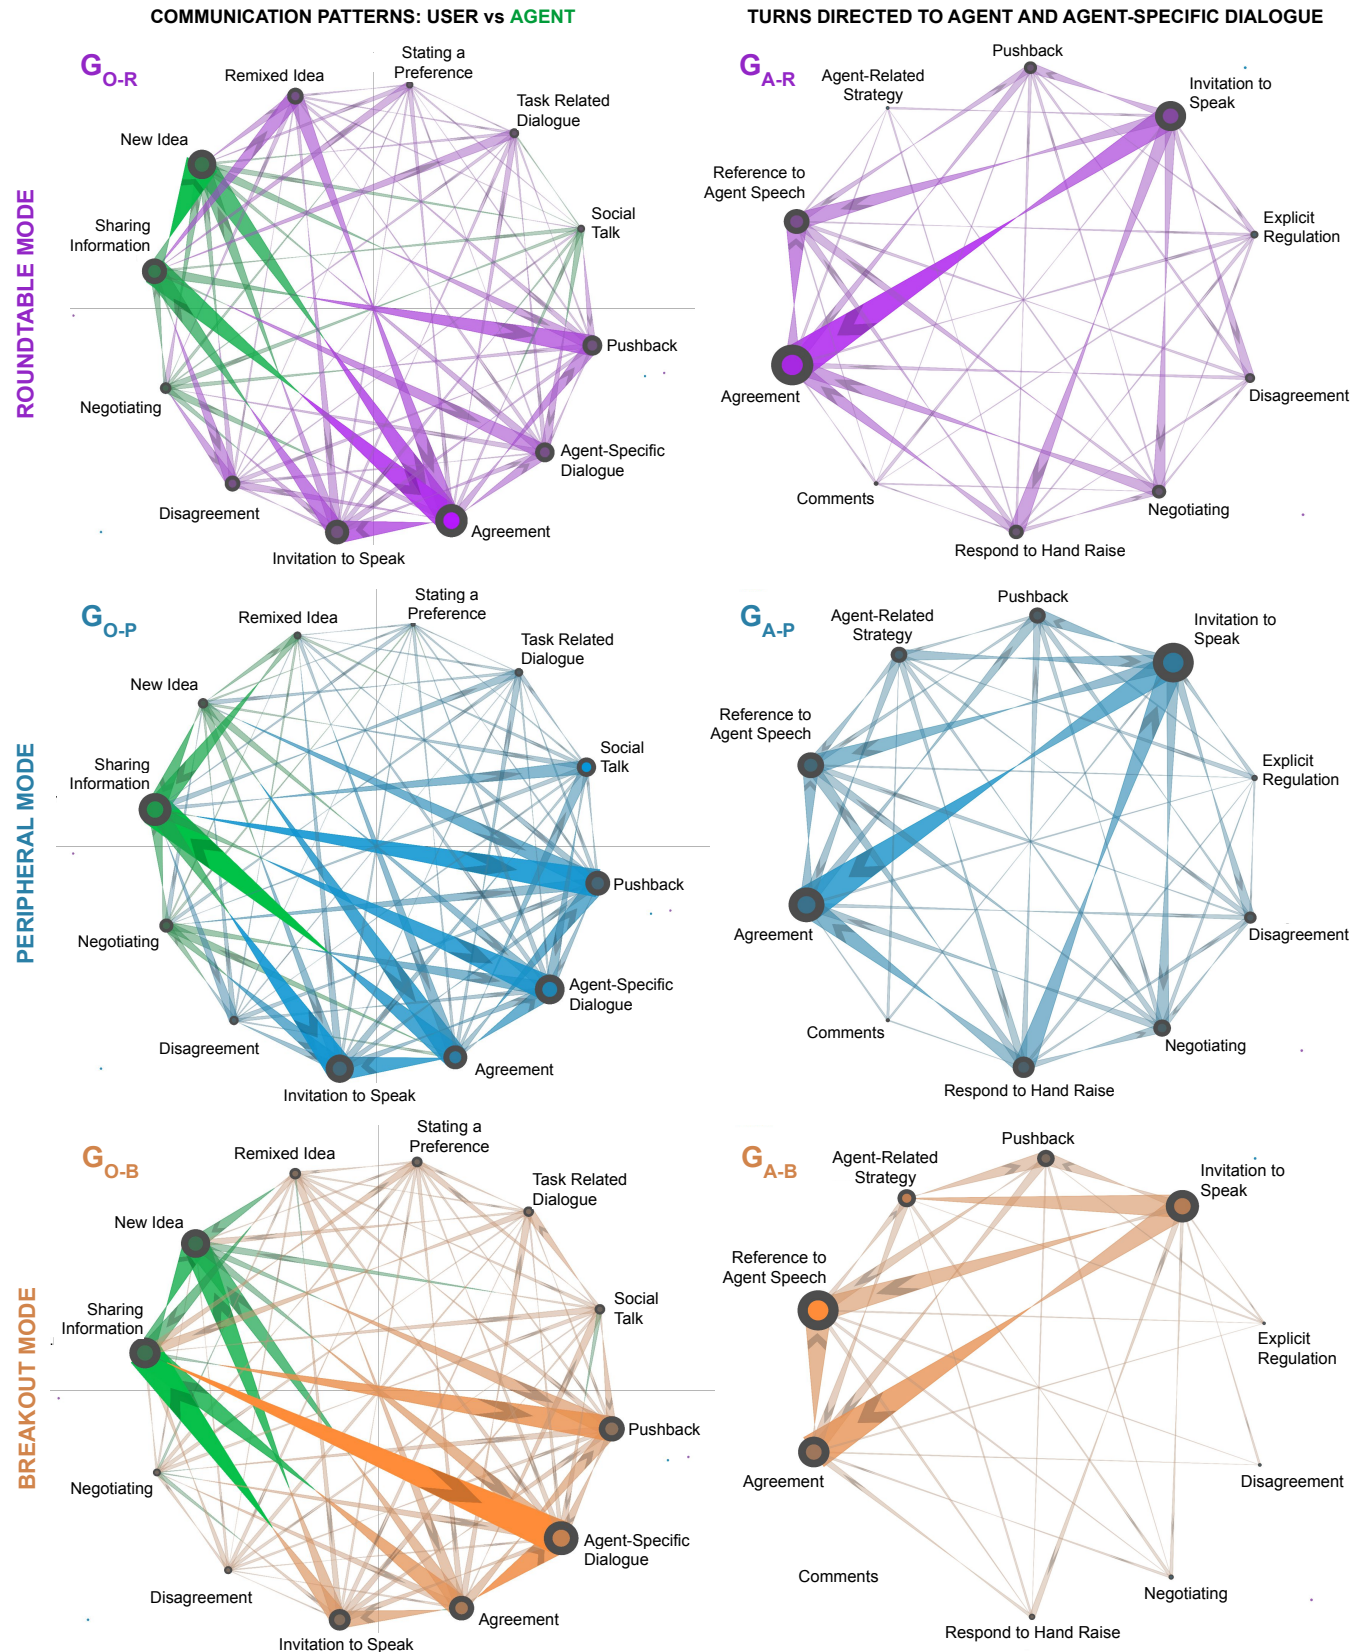 COMMUNICATION PATTERNS: USER vs AGENT
TURNS DIRECTED TO AGENT AND AGENT-SPECIFIC DIALOGUE
ROUNDTABLE MODE
G O-R
Stating a
Preference
Remixed Idea
Task Related
Dialogue
New Idea
Social
Talk
Sharing
Information
Pushback
Negotiating
Agent-Specific
Dialogue
Disagreement
Agreement
Invitation to Speak
G A-R
Pushback
Agent-Related
Strategy
Invitation to
Speak
Reference to
Agent Speech
Explicit
Regulation
Agreement
Disagreement
Comments
Negotiating
Respond to Hand Raise
PERIPHERAL MODE
G O-P
Stating a
Preference
Remixed Idea
Task Related
Dialogue
New Idea
Social
Talk
Sharing
Information
Pushback
Negotiating
Agent-Specific
Dialogue
Disagreement
Agreement
Invitation to Speak
G A-P
Pushback
Agent-Related
Strategy
Invitation to
Speak
Reference to
Agent Speech
Explicit
Regulation
Agreement
Disagreement
Comments
Negotiating
Respond to Hand Raise
BREAKOUT MODE
G O-B
Stating a
Preference
Remixed Idea
Task Related
Dialogue
New Idea
Social
Talk
Sharing
Information
Pushback
Negotiating
Agent-Specific
Dialogue
Disagreement
Agreement
Invitation to Speak
G A-B
Pushback
Agent-Related
Strategy
Invitation to
Speak
Reference to
Agent Speech
Explicit
Regulation
Agreement
Disagreement
Comments
Negotiating
Respond to Hand Raise